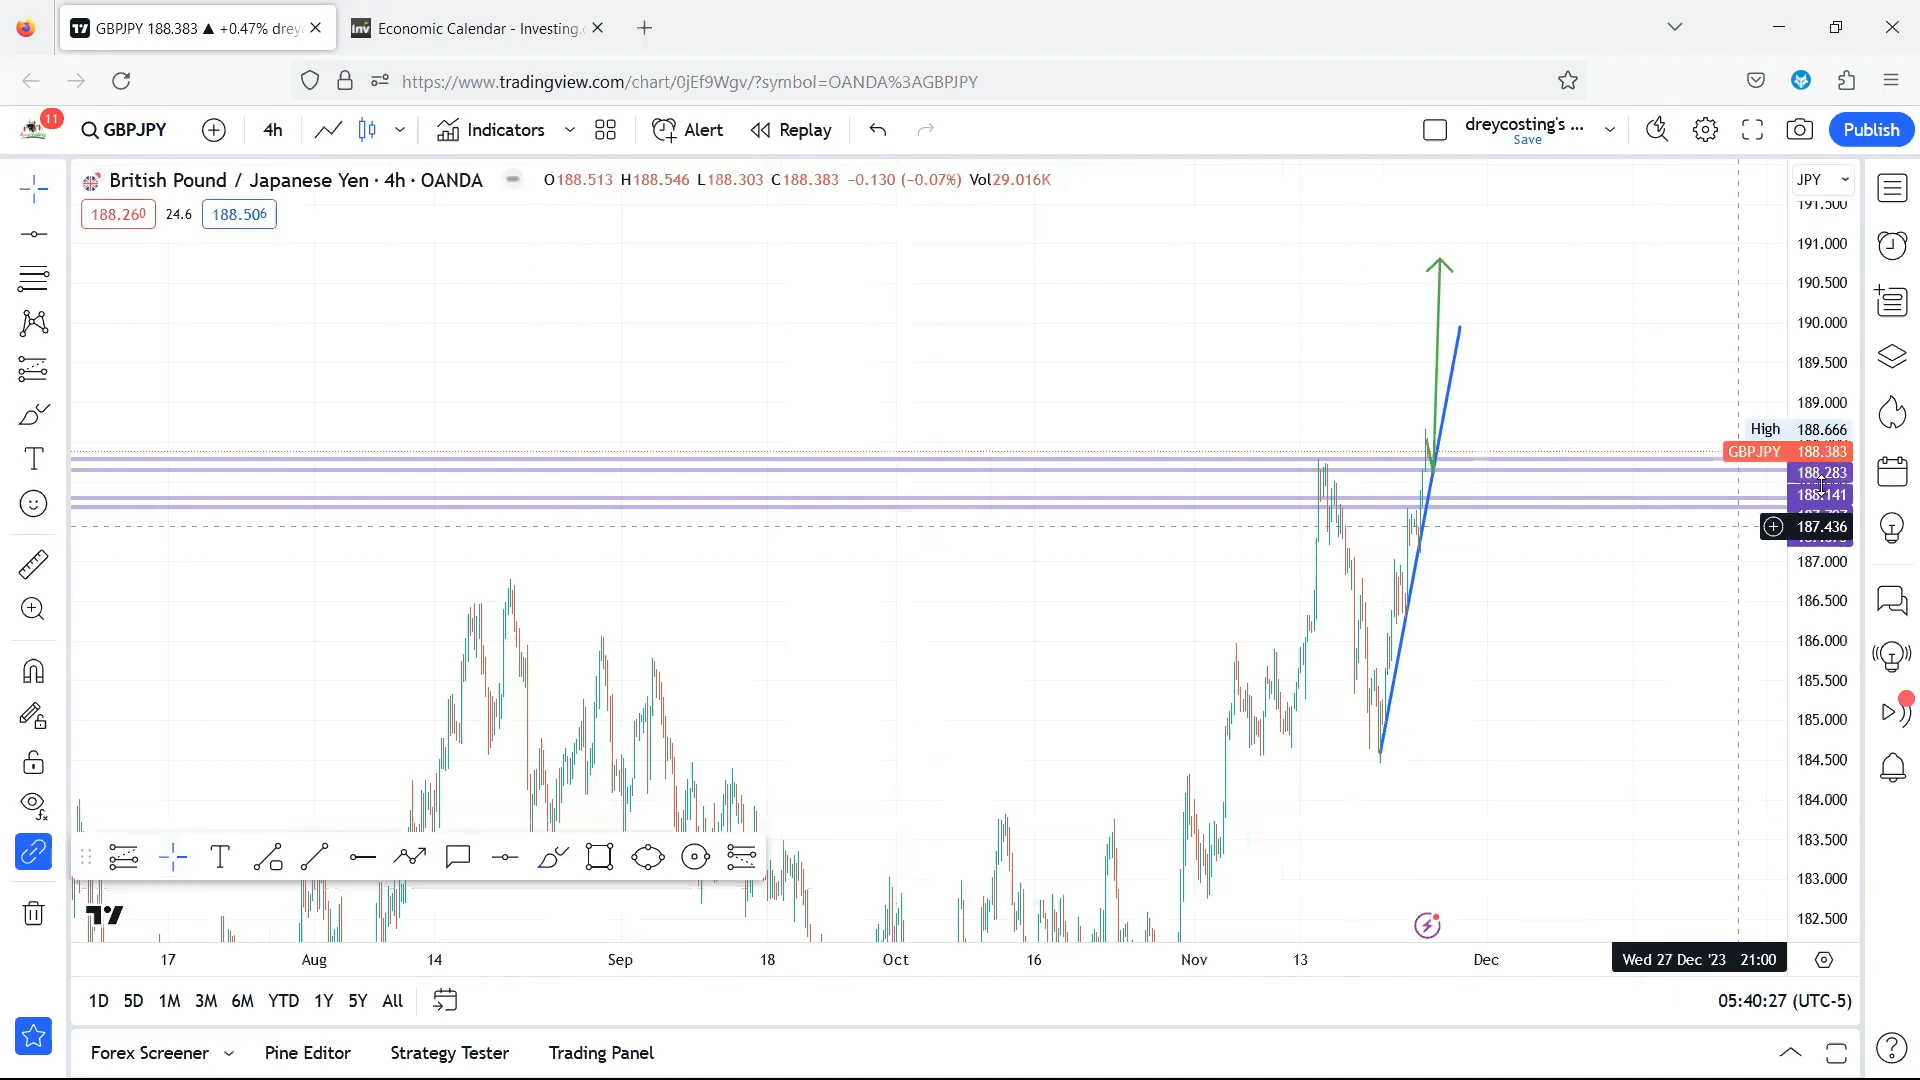 GBPJPY 188.383 ▲ +0.47% drey
Economic Calendar - Investing.
https://www.tradingview.com/chart/0jEf9Wgv/?symbol=OANDA%3AGBPJPY
11
GBPJPY
4h
Indicators
Alert
Replay
dreycosting's ...
Save
Publish
British Pound / Japanese Yen · 4h · OANDA
O188.513 H188.546 L188.303 C188.383 −0.130 (−0.07%) Vol29.016K
JPY
188.260
24.6
188.506
191.500
191.000
190.500
190.000
189.500
189.000
High 188.666
GBPJPY 188.383
188.283
188.141
187.436
187.000
186.500
186.000
185.500
185.000
184.500
184.000
183.500
183.000
182.500
17 Aug 14 Sep 18 Oct 16 Nov 13 Dec
Wed 27 Dec '23 21:00
1D 5D 1M 3M 6M YTD 1Y 5Y All
05:40:27 (UTC-5)
Forex Screener
Pine Editor
Strategy Tester
Trading Panel